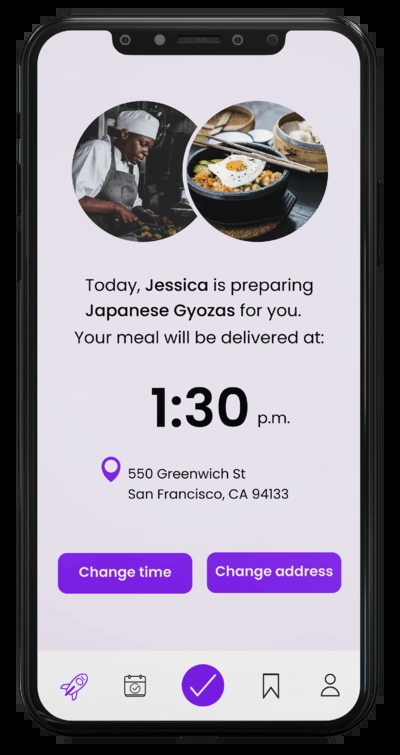 Today, Jessica is preparing
Japanese Gyozas for you.
Your meal will be delivered at:
1:30 p.m.
550 Greenwich St
San Francisco, CA 94133
Change time
Change address